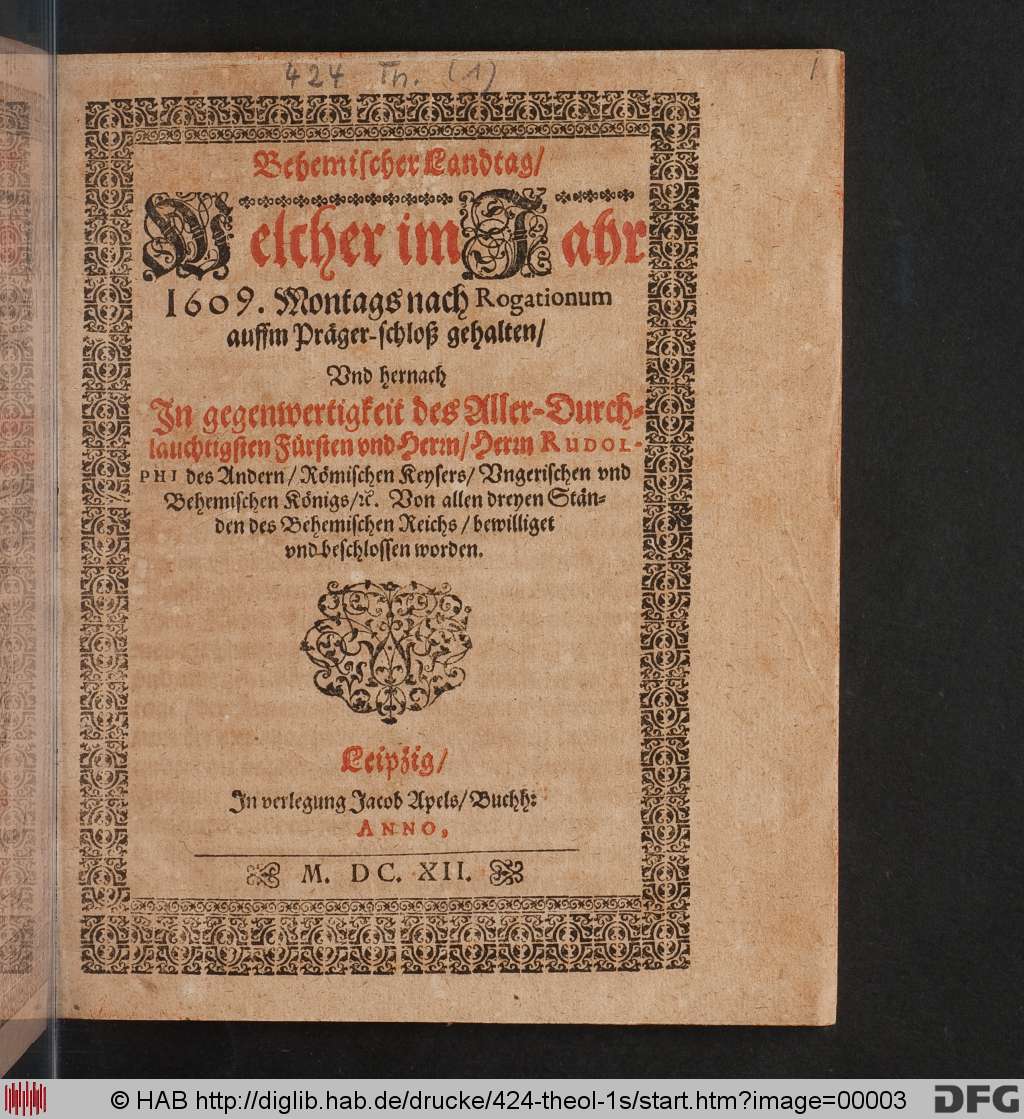 424 Th. (1)
1
Behemischer Landtag/
Welcher im Jahr
1609. Montags nach Rogationum
auffm Präger-schloß gehalten/
Vnd hernach
In gegenwertigkeit des Aller-Durch-
lauchtigsten Fürsten vnd Herrn/ Herrn RUDOL-
PHI des Andern/ Römischen Keysers/ Vngerischen vnd
Behemischen Königs/ ꝛc. Von allen dreyen Stän-
den des Behemischen Reichs/ bewilliget
vnd beschlossen worden.
Leipzig/
In verlegung Jacob Apels/ Buchh:
ANNO,
M. DC. XII.
© HAB http://diglib.hab.de/drucke/424-theol-1s/start.htm?image=00003
DFG